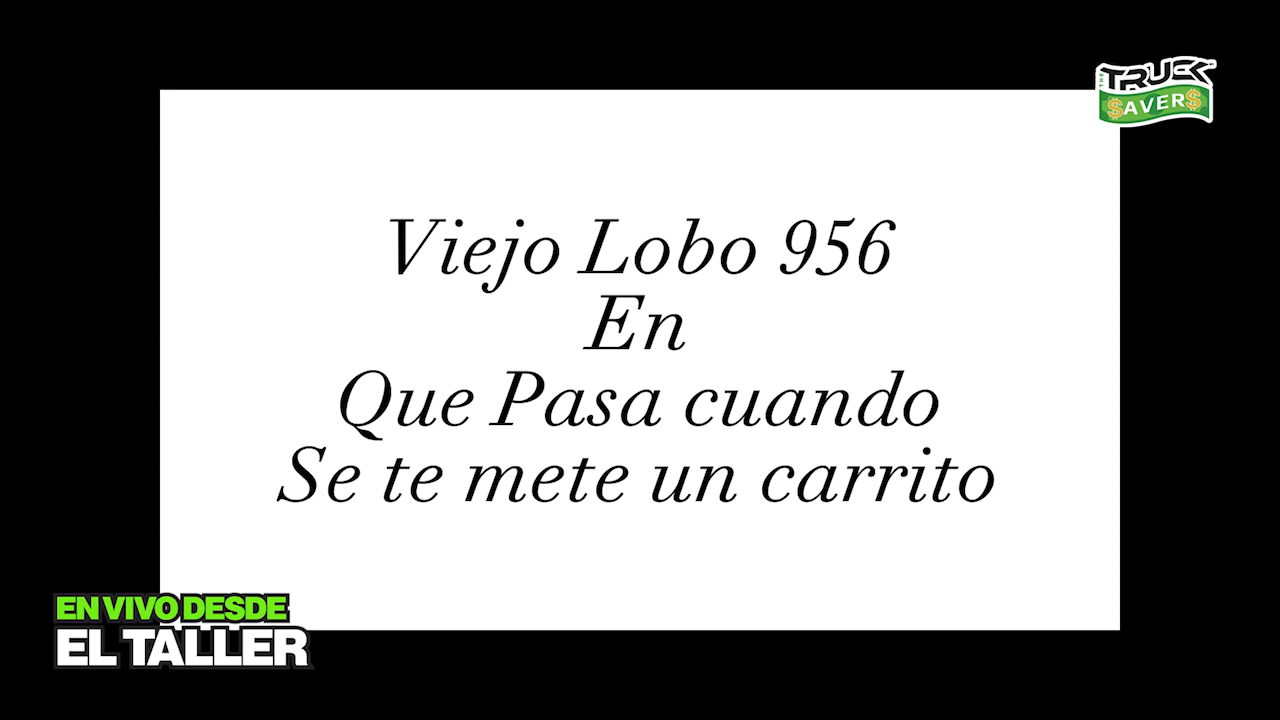 THE TRUCK
$AVER$
Viejo Lobo 956
En
Que Pasa cuando
Se te mete un carrito
EN VIVO DESDE
EL TALLER